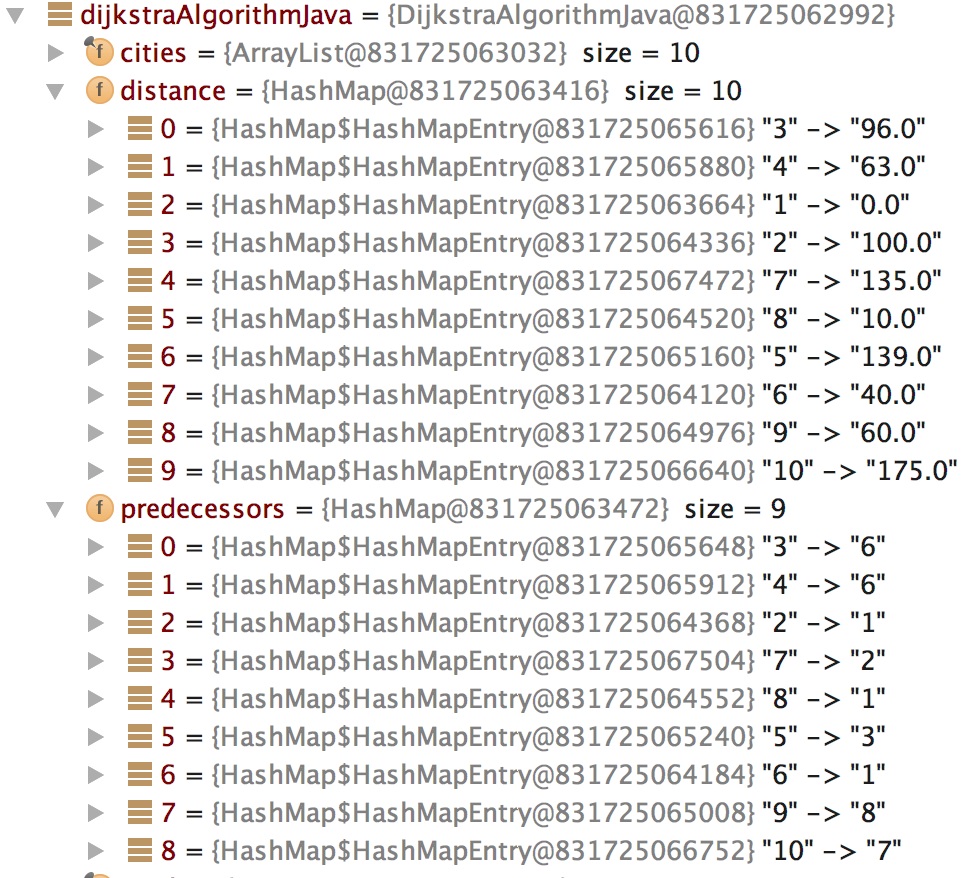 dijkstraAlgorithmJava = {DijkstraAlgorithmJava@831725062992}
f cities = {ArrayList@831725063032} size = 10
f distance = {HashMap@831725063416} size = 10
0 = {HashMap$HashMapEntry@831725065616} "3" -> "96.0"
1 = {HashMap$HashMapEntry@831725065880} "4" -> "63.0"
2 = {HashMap$HashMapEntry@831725063664} "1" -> "0.0"
3 = {HashMap$HashMapEntry@831725064336} "2" -> "100.0"
4 = {HashMap$HashMapEntry@831725067472} "7" -> "135.0"
5 = {HashMap$HashMapEntry@831725064520} "8" -> "10.0"
6 = {HashMap$HashMapEntry@831725065160} "5" -> "139.0"
7 = {HashMap$HashMapEntry@831725064120} "6" -> "40.0"
8 = {HashMap$HashMapEntry@831725064976} "9" -> "60.0"
9 = {HashMap$HashMapEntry@831725066640} "10" -> "175.0"
f predecessors = {HashMap@831725063472} size = 9
0 = {HashMap$HashMapEntry@831725065648} "3" -> "6"
1 = {HashMap$HashMapEntry@831725065912} "4" -> "6"
2 = {HashMap$HashMapEntry@831725064368} "2" -> "1"
3 = {HashMap$HashMapEntry@831725067504} "7" -> "2"
4 = {HashMap$HashMapEntry@831725064552} "8" -> "1"
5 = {HashMap$HashMapEntry@831725065240} "5" -> "3"
6 = {HashMap$HashMapEntry@831725064184} "6" -> "1"
7 = {HashMap$HashMapEntry@831725065008} "9" -> "8"
8 = {HashMap$HashMapEntry@831725066752} "10" -> "7"